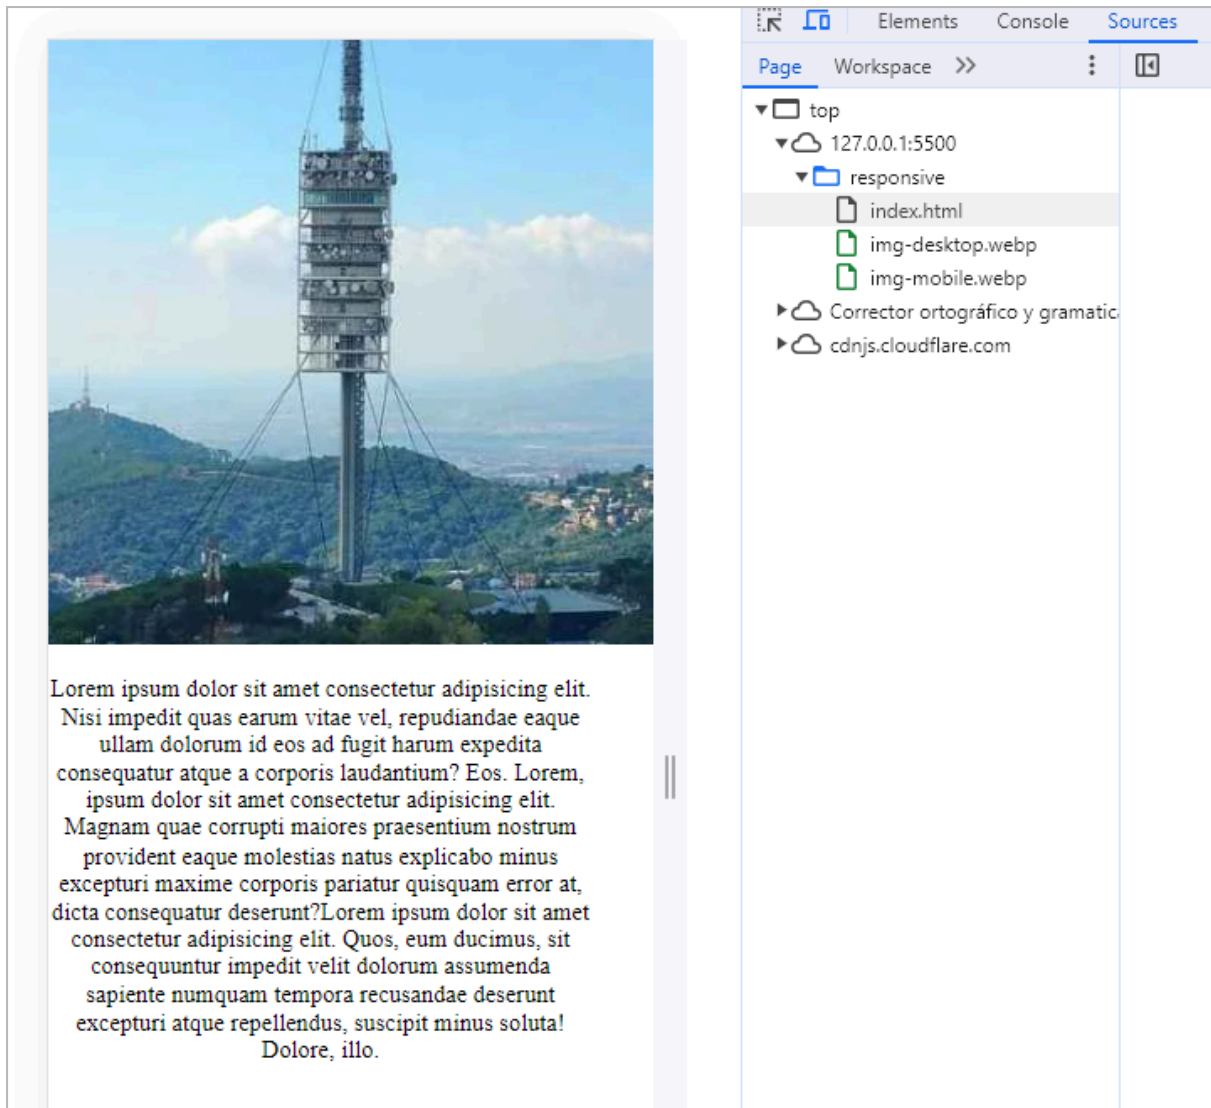 Elements Console Sources
Page Workspace
top
127.0.0.1:5500
responsive
index.html
img-desktop.webp
img-mobile.webp
Corrector ortográfico y gramatic
cdnjs.cloudflare.com
Lorem ipsum dolor sit amet consectetur adipisicing elit.
Nisi impedit quas earum vitae vel, repudiandae eaque
ullam dolorum id eos ad fugit harum expedita
consequatur atque a corporis laudantium? Eos. Lorem,
ipsum dolor sit amet consectetur adipisicing elit.
Magnam quae corrupti maiores praesentium nostrum
provident eaque molestias natus explicabo minus
excepturi maxime corporis pariatur quisquam error at,
dicta consequatur deserunt?Lorem ipsum dolor sit amet
consectetur adipisicing elit. Quos, eum ducimus, sit
consequuntur impedit velit dolorum assumenda
sapiente numquam tempora recusandae deserunt
excepturi atque repellendus, suscipit minus soluta!
Dolore, illo.